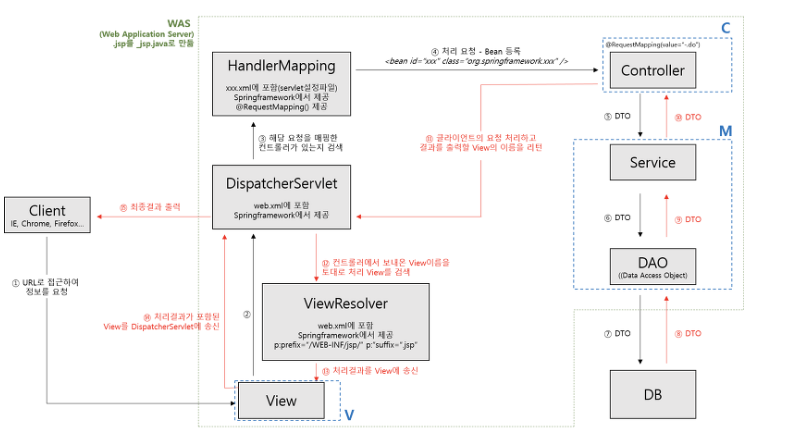 WAS
(Web Application Server)
.jsp를 _jsp.java로 만듦
C
@RequestMapping(value="-.do")
Controller
HandlerMapping
xxx.xml에 포함(servlet설정파일)
Springframework에서 제공
@RequestMapping() 제공
④ 처리 요청 - Bean 등록
<bean id="xxx" class="org.springframework.xxx" />
⑤ DTO
⑩ DTO
③ 해당 요청을 매핑한
컨트롤러가 있는지 검색
⑪ 클라이언트의 요청 처리하고
결과를 출력할 View의 이름을 리턴
M
Service
DispatcherServlet
web.xml에 포함
Springframework에서 제공
Client
IE, Chrome, Firefox...
⑮ 최종결과 출력
⑥ DTO
⑨ DTO
⑫ 컨트롤러에서 보내온 View이름을
토대로 처리 View를 검색
DAO
((Data Access Object)
① URL로 접근하여
정보를 요청
ViewResolver
web.xml에 포함
Springframework에서 제공
p:prefix="/WEB-INF/jsp/" p:"suffix=".jsp"
⑭ 처리결과가 포함된
View를 DispatcherServlet에 송신
②
⑦ DTO
⑧ DTO
⑬ 처리결과를 View에 송신
View
V
DB